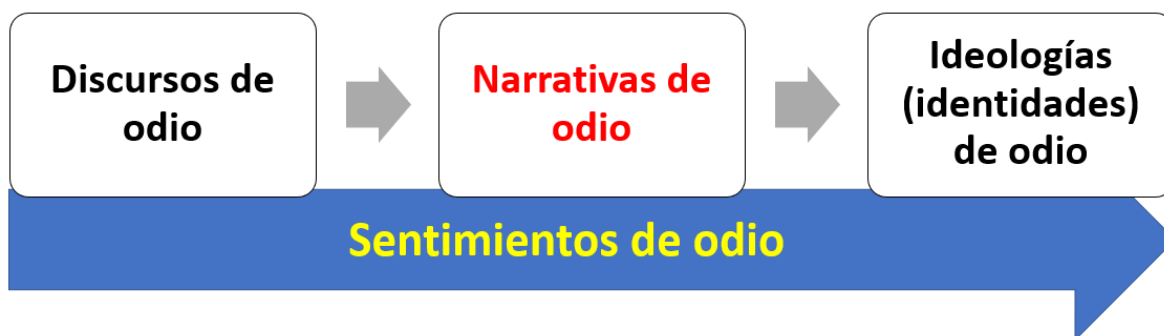 Discursos de
odio
Narrativas de
odio
Ideologías
(identidades)
de odio
Sentimientos de odio